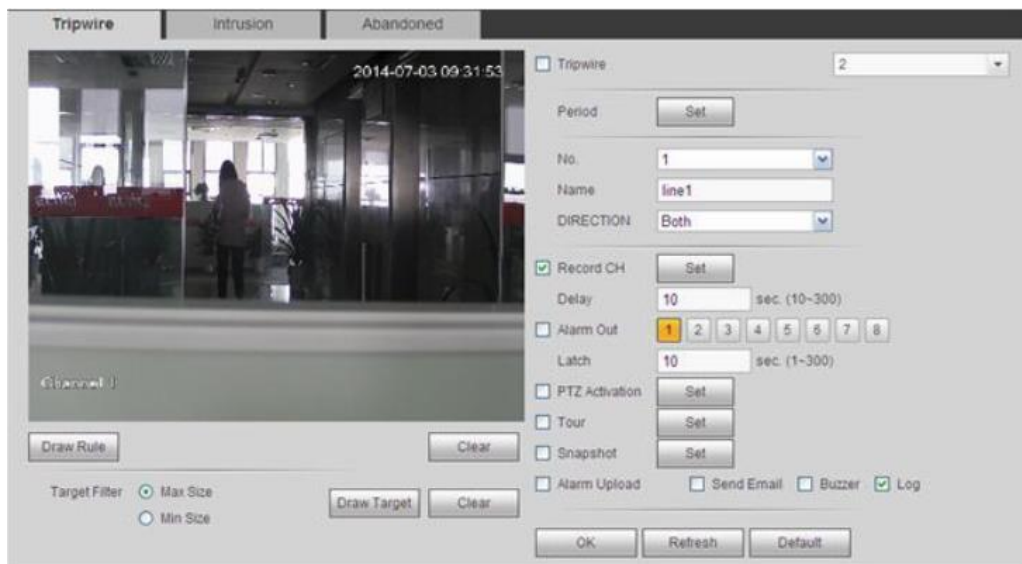 Tripwire Intrusion Abandoned
2014-07-03 09:31:53
Channel 1
Draw Rule Clear
Target Filter Max Size
Min Size
Draw Target Clear
Tripwire 2
Period Set
No. 1
Name line1
DIRECTION Both
Record CH Set
Delay 10 sec. (10~300)
Alarm Out 1 2 3 4 5 6 7 8
Latch 10 sec. (1~300)
PTZ Activation Set
Tour Set
Snapshot Set
Alarm Upload Send Email Buzzer Log
OK Refresh Default